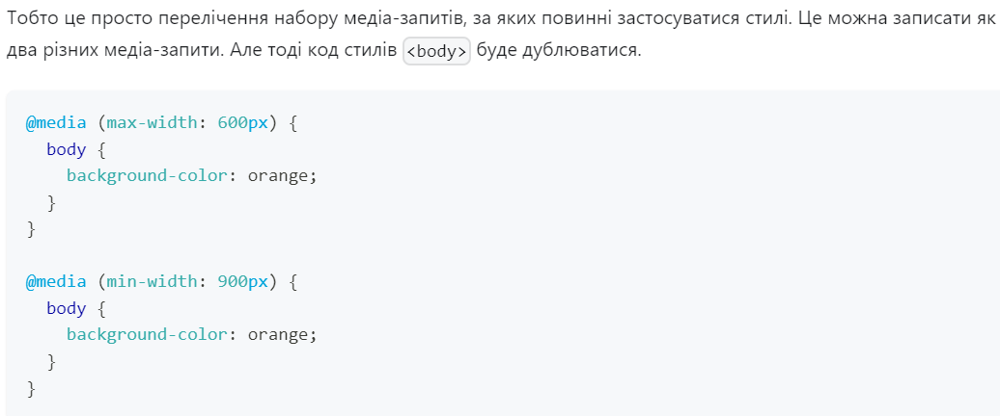 Тобто це просто перелічення набору медіа-запитів, за яких повинні застосуватися стилі. Це можна записати як
два різних медіа-запити. Але тоді код стилів <body> буде дублюватися.
@media (max-width: 600px) {
  body {
    background-color: orange;
  }
}
@media (min-width: 900px) {
  body {
    background-color: orange;
  }
}